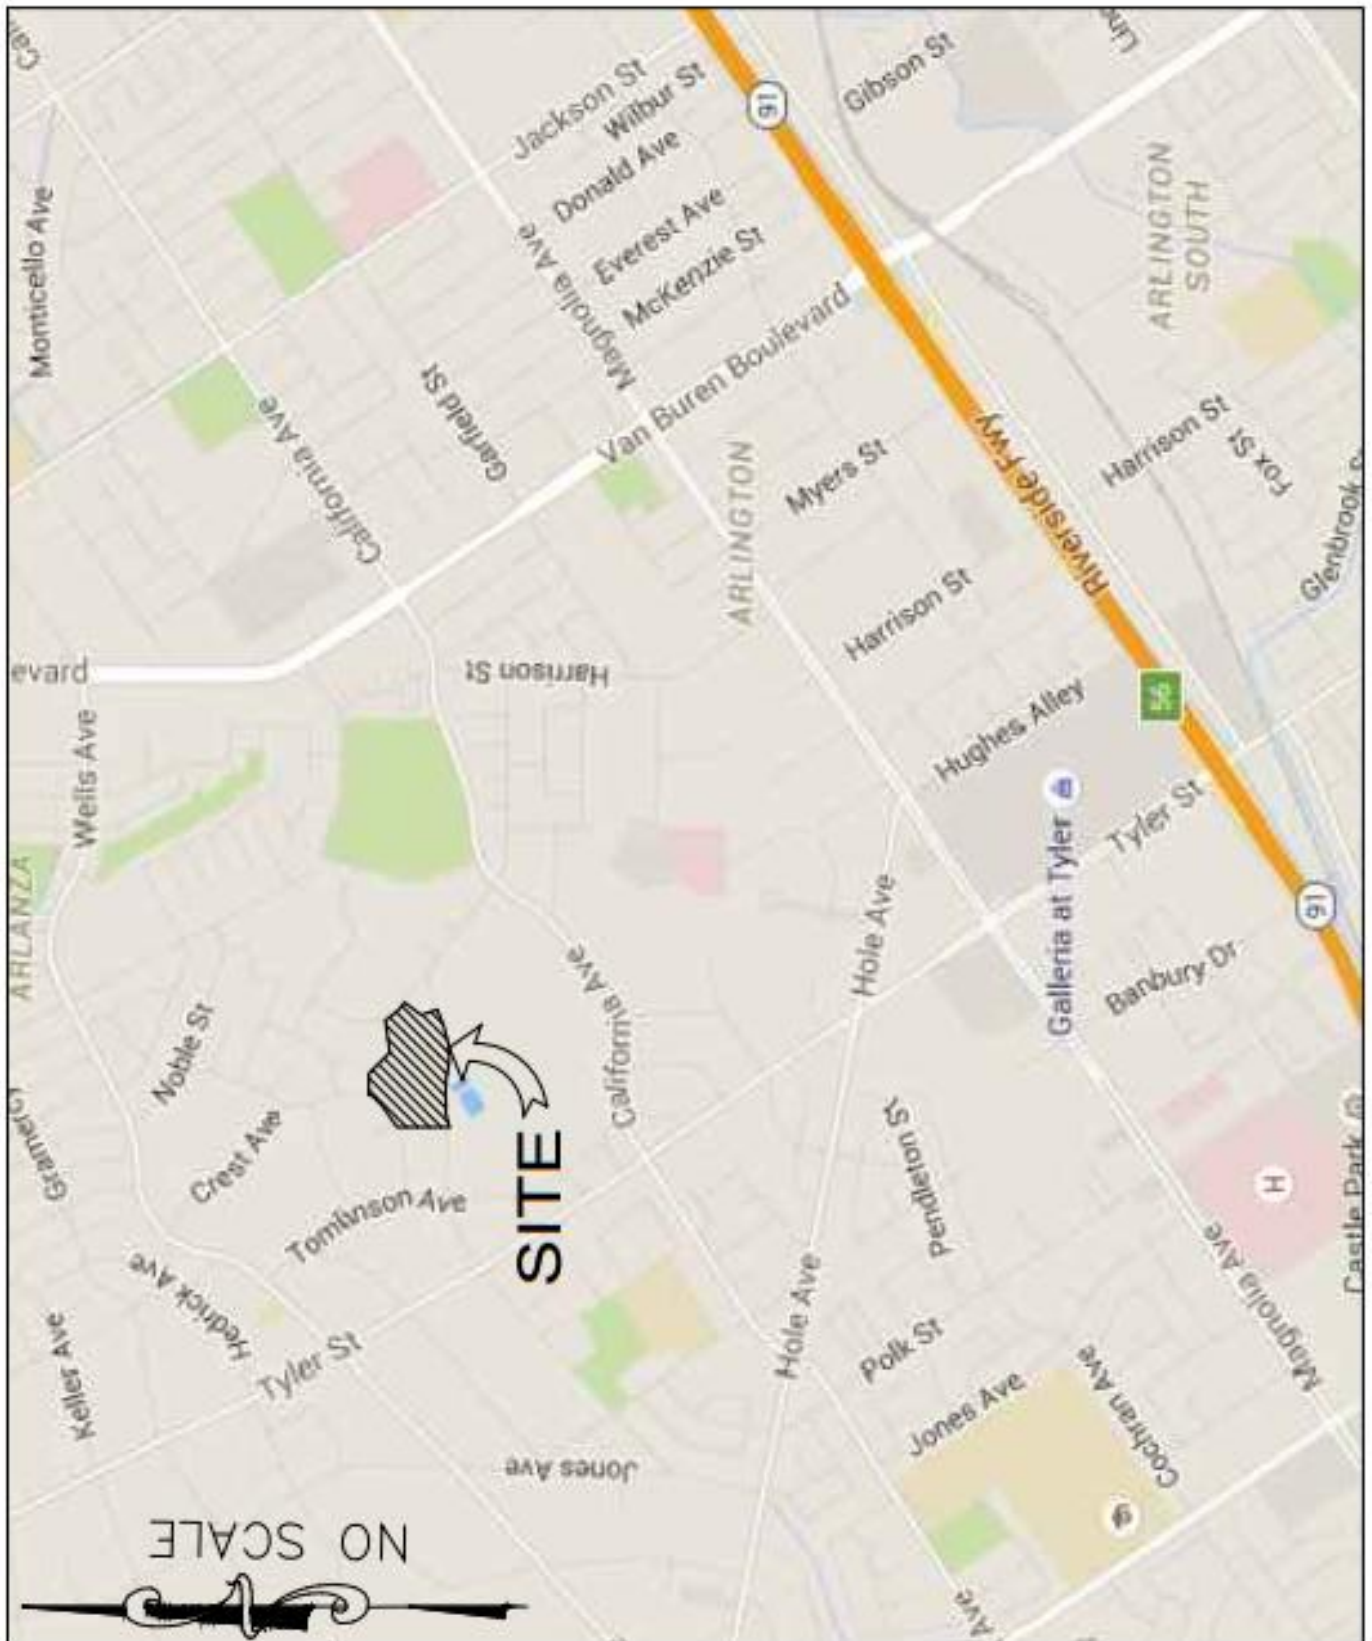 Monticello Ave
Jackson St
Wilbur St
Donald Ave
Everest Ave
McKenzie St
Magnolia Ave
Van Buren Boulevard
91
Gibson St
ARLINGTON
SOUTH
California Ave
Garfield St
ARLINGTON
Myers St
Riverside Fwy
Harrison St
Fox St
Harrison St
evard
Wells Ave
Harrison St
Hughes Alley
56
Tyler St
Galleria at Tyler
ARLANZA
Hole Ave
91
Banbury Dr
Noble St
California Ave
Crest Ave
SITE
Pendleton St
Tomlinson Ave
H
Castle Park
Hedrick Ave
Keller Ave
Tyler St
Hole Ave
Polk St
Magnolia Ave
Jones Ave
Cochran Ave
Jones Ave
NO SCALE
Ave